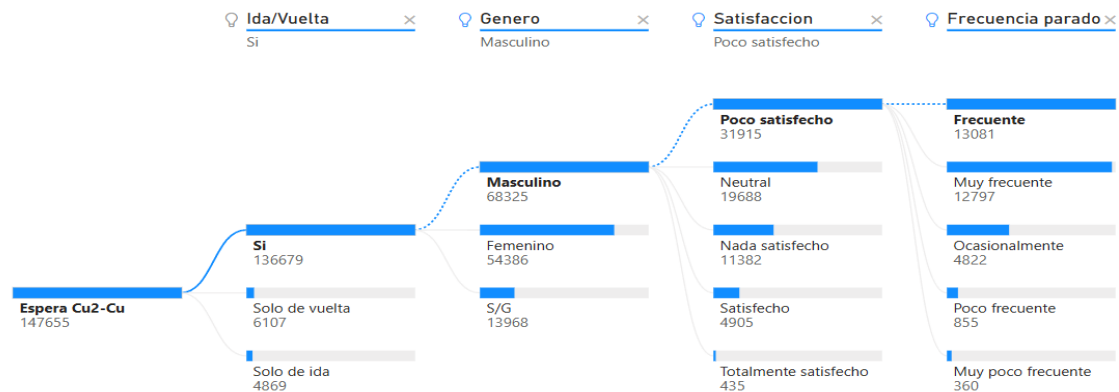 Ida/Vuelta
Si
Genero
Masculino
Satisfaccion
Poco satisfecho
Frecuencia parado
Espera Cu2-Cu
147655
Si
136679
Solo de vuelta
6107
Solo de ida
4869
Masculino
68325
Femenino
54386
S/G
13968
Poco satisfecho
31915
Neutral
19688
Nada satisfecho
11382
Satisfecho
4905
Totalmente satisfecho
435
Frecuente
13081
Muy frecuente
12797
Ocasionalmente
4822
Poco frecuente
855
Muy poco frecuente
360